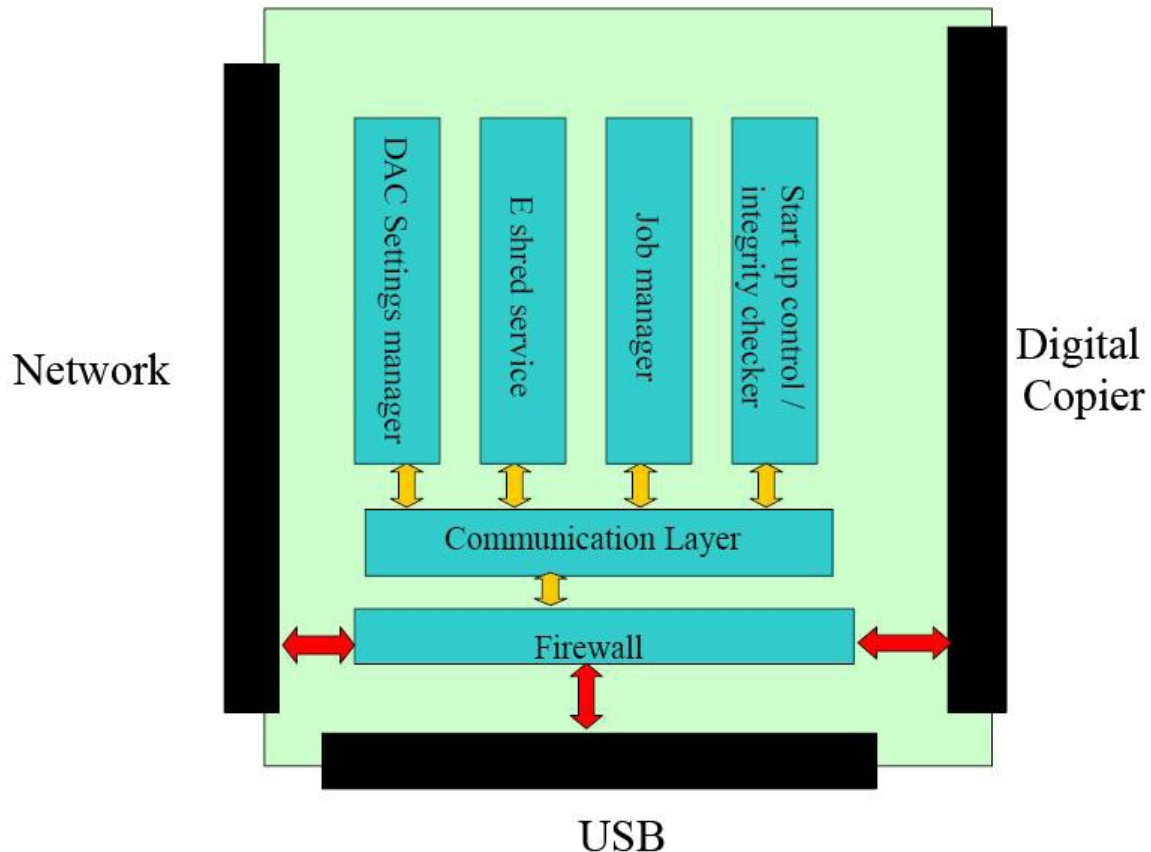 Network
DAC Settings
manager
E shred service
Job manager
Start up control /
integrity checker
Digital
Copier
Communication Layer
Firewall
USB